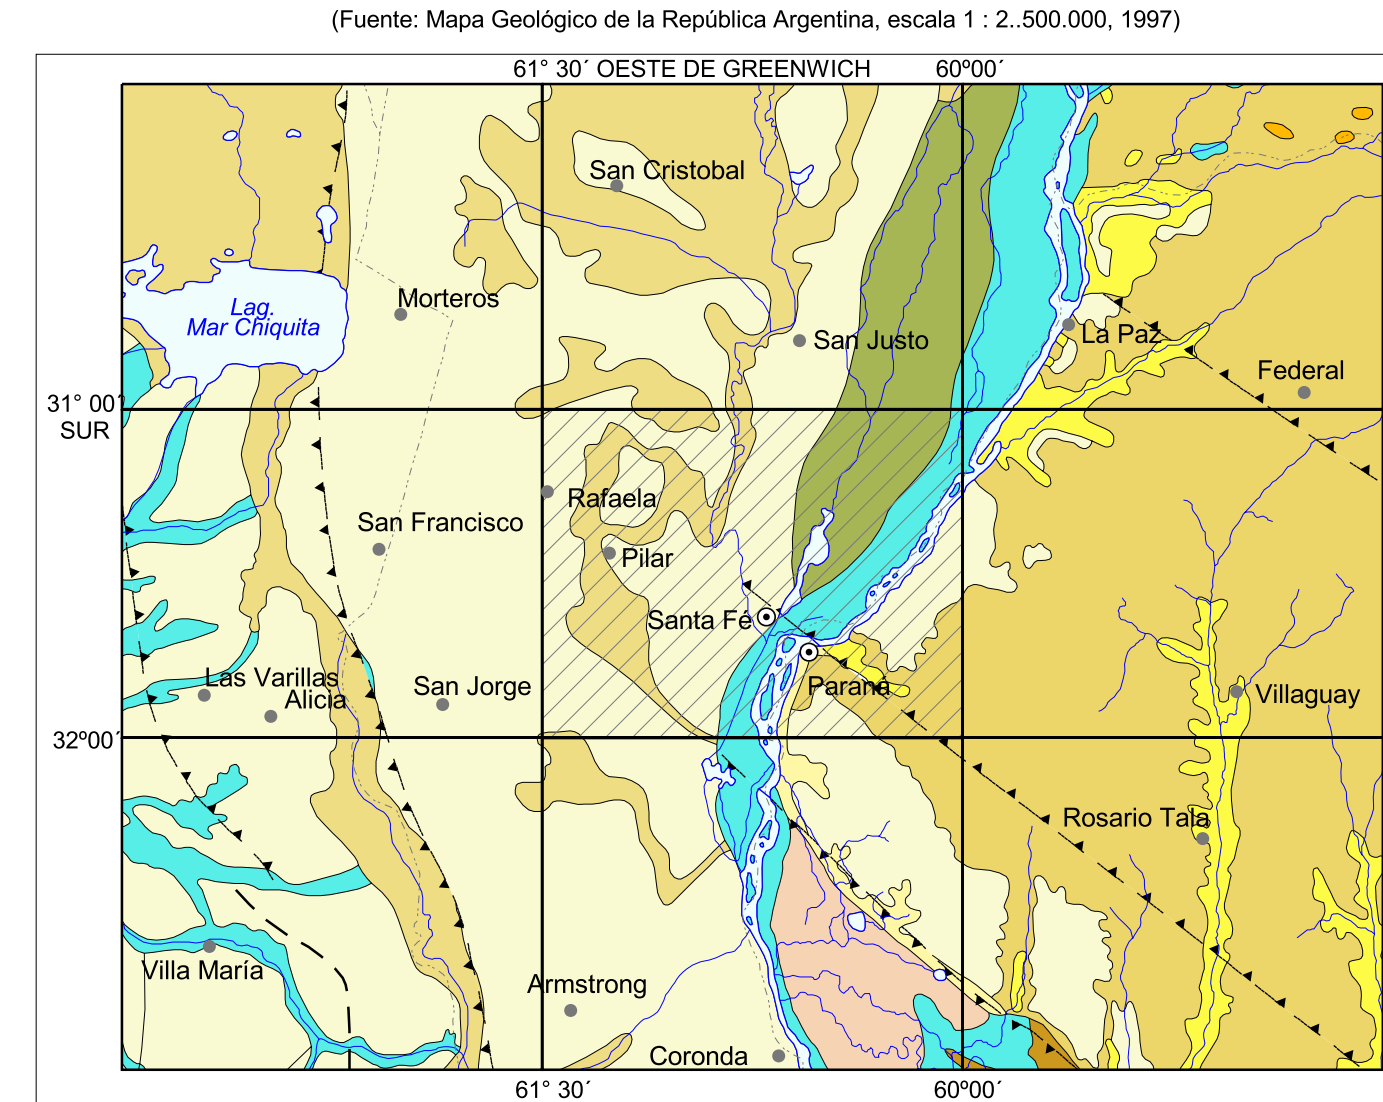 (Fuente: Mapa Geológico de la República Argentina, escala 1 : 2..500.000, 1997)
61° 30´ OESTE DE GREENWICH 60º00´
San Cristobal
Lag.
Mar Chiquita
Morteros
San Justo
La Paz
Federal
31° 00´
SUR
Rafaela
San Francisco
Pilar
Santa Fé
Las Varillas
Alicia
San Jorge
Paraná
Villaguay
32°00´
Rosario Tala
Villa María
Armstrong
Coronda
61° 30´ 60º00´